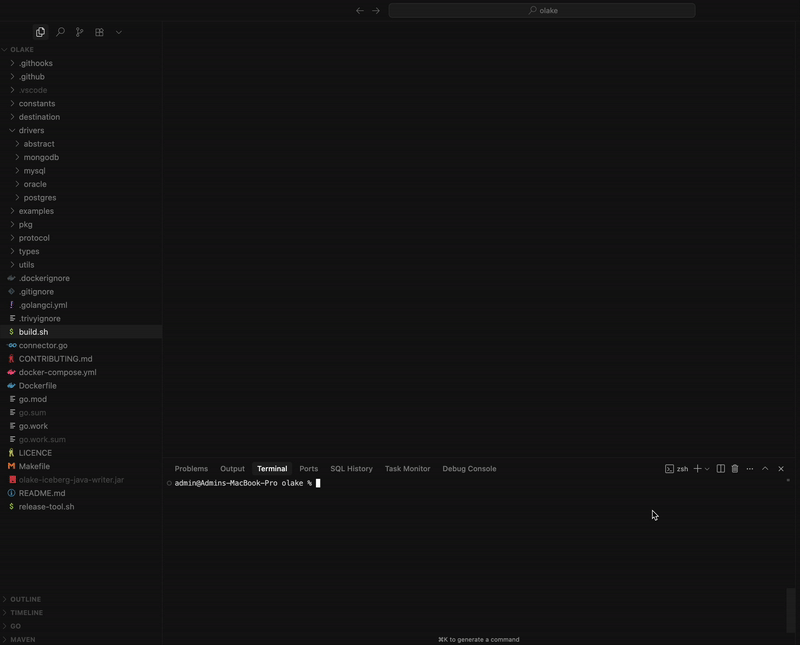 olake
OLAKE
.githooks
.github
.vscode
constants
destination
drivers
abstract
mongodb
mysql
oracle
postgres
examples
pkg
protocol
types
utils
.dockerignore
.gitignore
! .golangci.yml
.trivyignore
$ build.sh
connector.go
CONTRIBUTING.md
docker-compose.yml
Dockerfile
go.mod
go.sum
go.work
go.work.sum
LICENCE
Makefile
olake-iceberg-java-writer.jar
README.md
$ release-tool.sh
OUTLINE
TIMELINE
GO
MAVEN
Problems Output Terminal Ports SQL History Task Monitor Debug Console zsh
admin@Admins-MacBook-Pro olake %
⌘K to generate a command